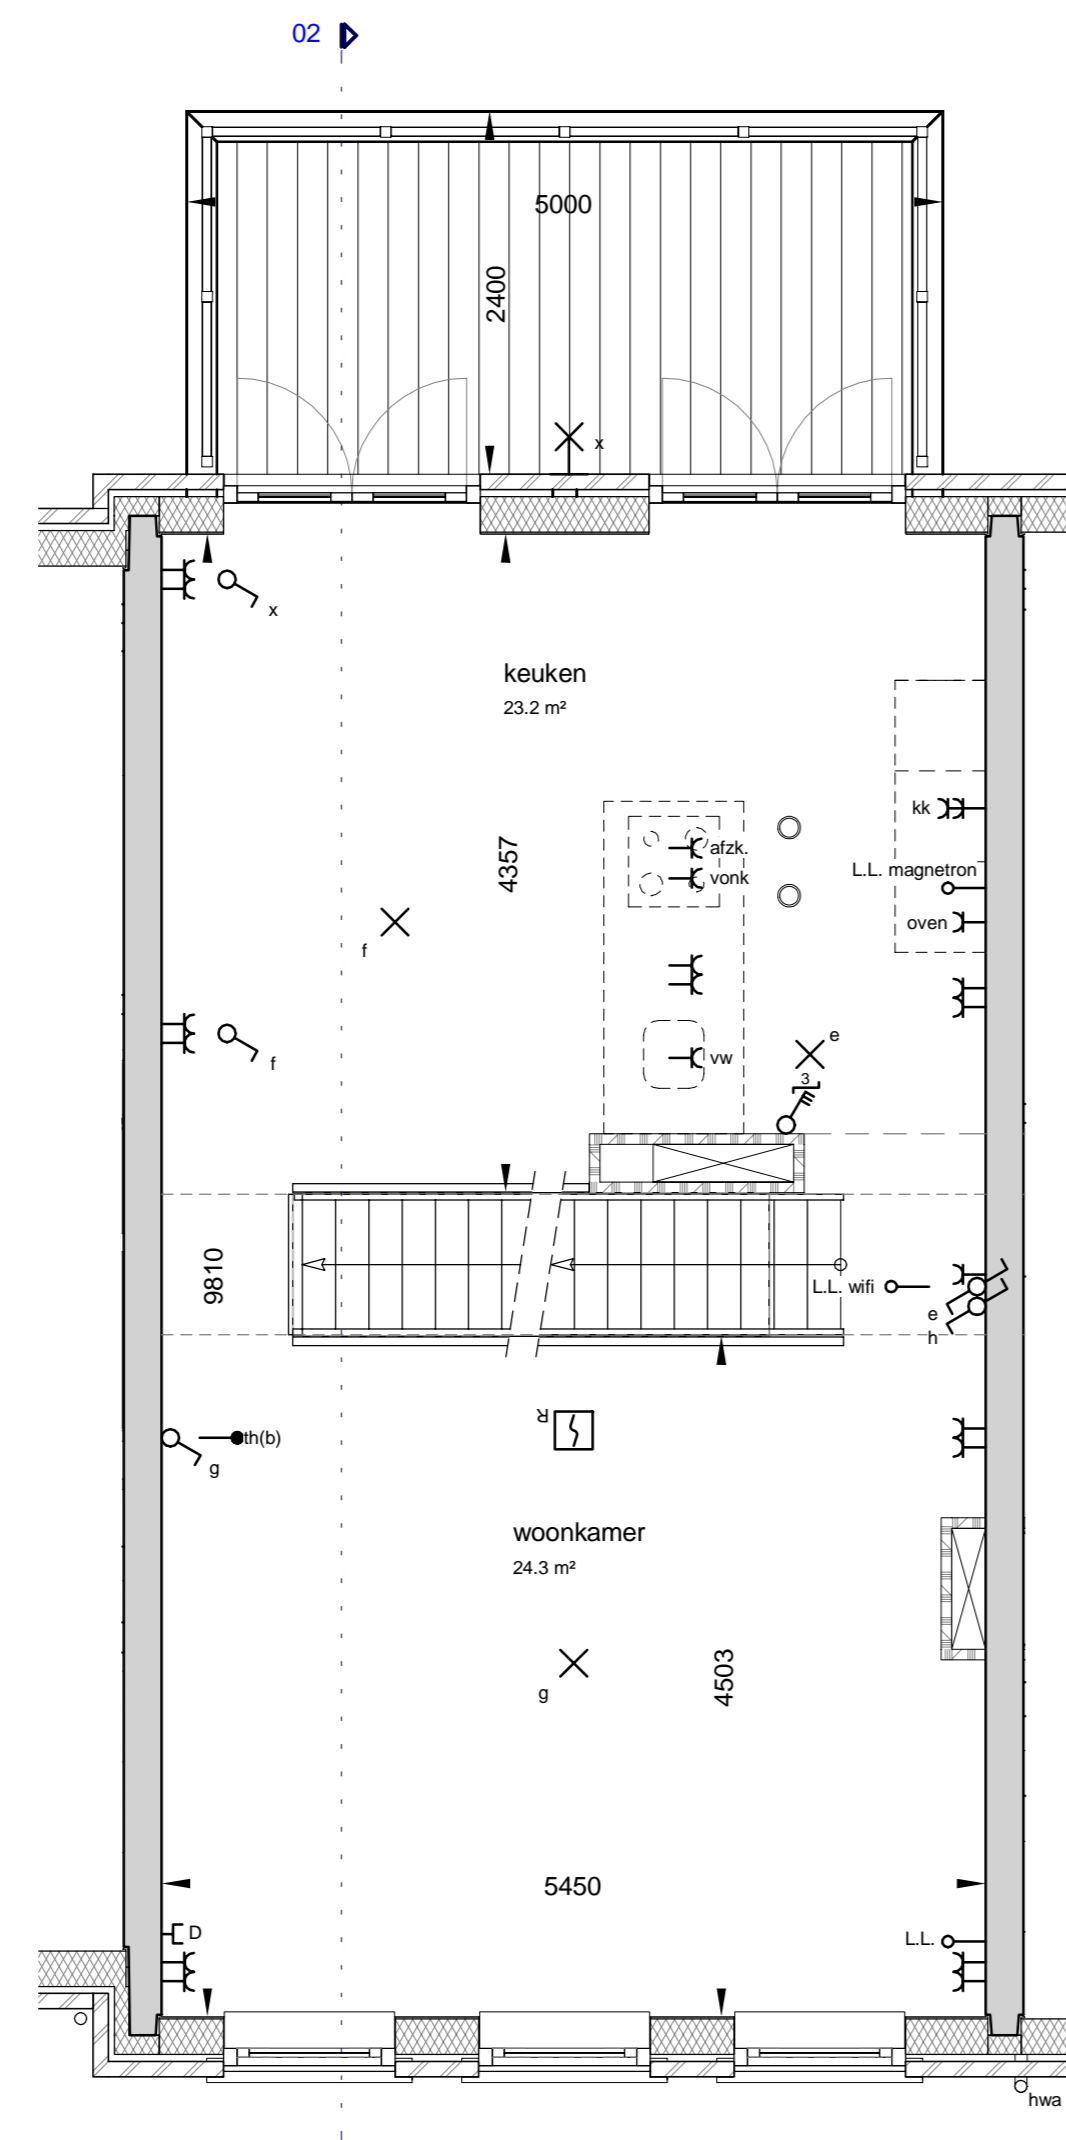 02
5000
2400
x
x
keuken
23.2 m²
kk
afzk.
4357
vonk
L.L. magnetron
oven
f
e
f
vw
3
9810
L.L. wifi
e
h
R
th(b)
g
woonkamer
24.3 m²
4503
g
5450
D
L.L.
hwa